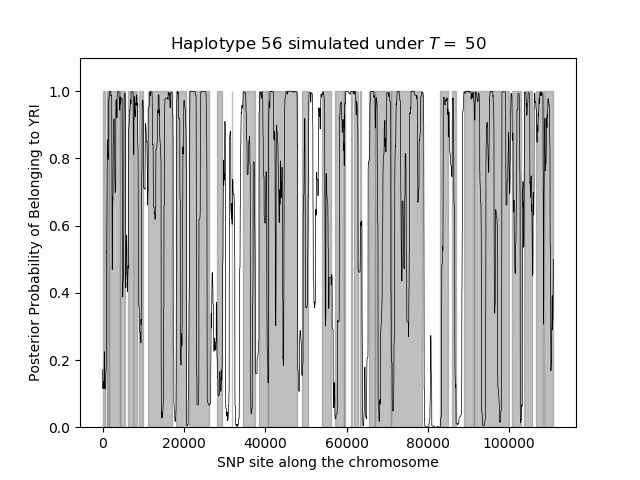 Haplotype 56 simulated under T = 50
Posterior Probability of Belonging to YRI
1.0
0.8
0.6
0.4
0.2
0.0
0 20000 40000 60000 80000 100000
SNP site along the chromosome